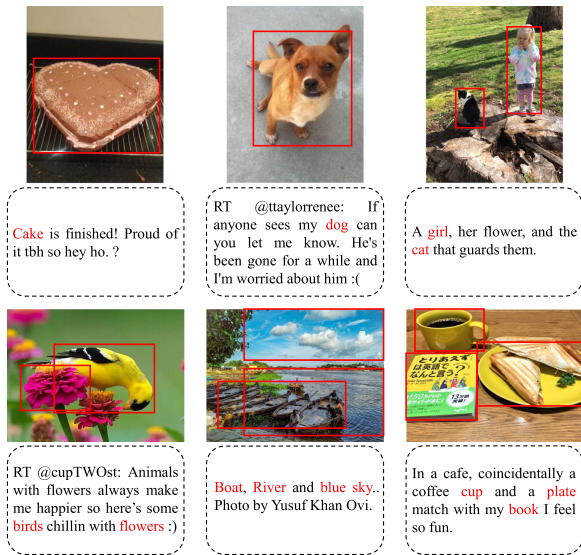 Cake is finished! Proud of
it tbh so hey ho. ?
RT @ttaylorrenee: If
anyone sees my dog can
you let me know. He's
been gone for a while and
I'm worried about him :(
A girl, her flower, and the
cat that guards them.
RT @cupTWOst: Animals
with flowers always make
me happier so here's some
birds chillin with flowers :)
Boat, River and blue sky..
Photo by Yusuf Khan Ovi.
とりあえず
は英語で
なんと言う?
In a cafe, coincidentally a
coffee cup and a plate
match with my book I feel
so fun.